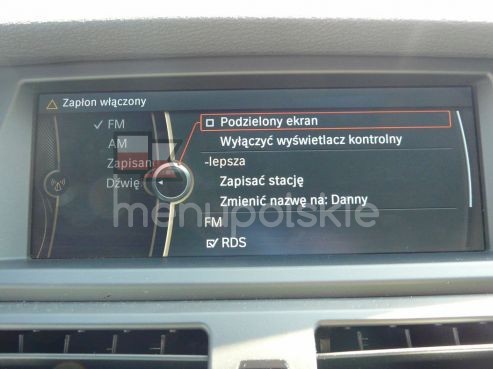 Zapłon włączony
FM
AM
Zapisan
Dźwię
Podzielony ekran
Wyłączyć wyświetlacz kontrolny
-lepsza
Zapisać stację
Zmienić nazwę na: Danny
FM
RDS
menupolskie